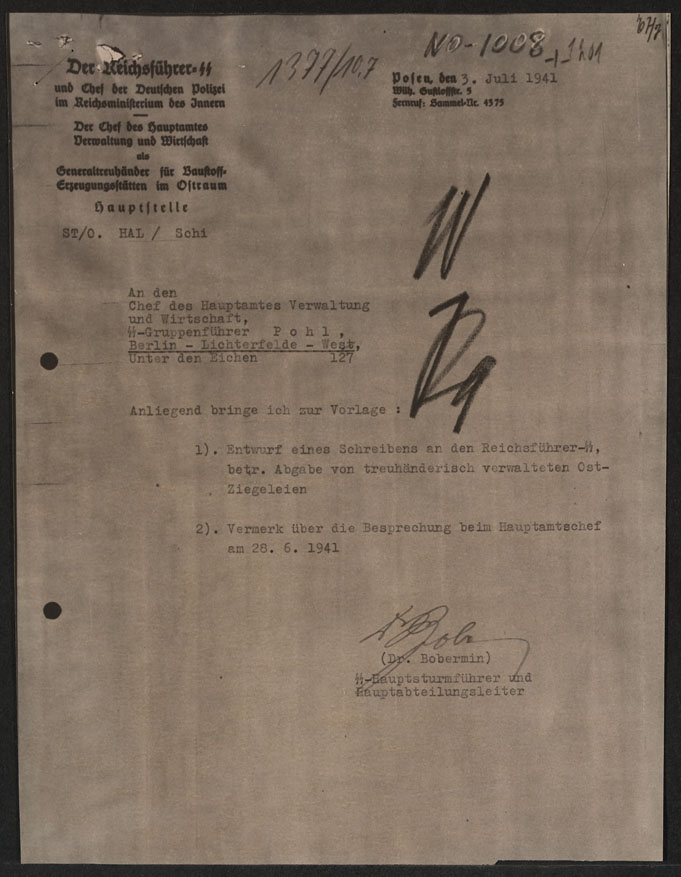 NO-1008
1377/10.7
Der Reichsführer-SS
und Chef der Deutschen Polizei
im Reichsministerium des Innern
Der Chef des Hauptamtes
Verwaltung und Wirtschaft
als
Generaltreuhänder für Baustoff-
Erzeugungsstätten im Ostraum
Hauptstelle
ST/O. HAL / Schi
Posen, den 3. Juli 1941
Wilh. Gustloffstr. 5
Fernruf: Sammel-Nr. 4575
An den
Chef des Hauptamtes Verwaltung
und Wirtschaft,
SS-Gruppenführer P o h l ,
Berlin - Lichterfelde - West,
Unter den Eichen 127
Anliegend bringe ich zur Vorlage :
1). Entwurf eines Schreibens an den Reichsführer-SS,
betr. Abgabe von treuhänderisch verwalteten Ost-
Ziegeleien
2). Vermerk über die Besprechung beim Hauptamtschef
am 28. 6. 1941
(Dr. Bobermin)
SS-Hauptsturmführer und
Hauptabteilungsleiter